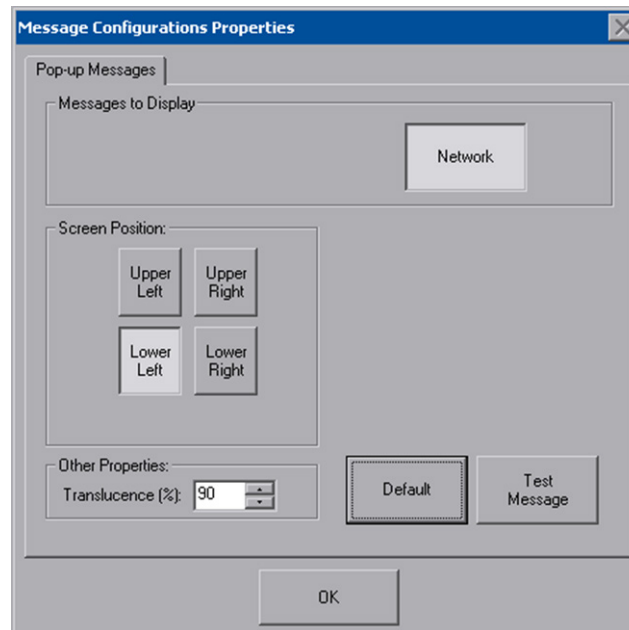 Message Configurations Properties
Pop-up Messages
Messages to Display
Network
Screen Position:
Upper
Left
Upper
Right
Lower
Left
Lower
Right
Other Properties:
Translucence (%): 90
Default
Test
Message
OK